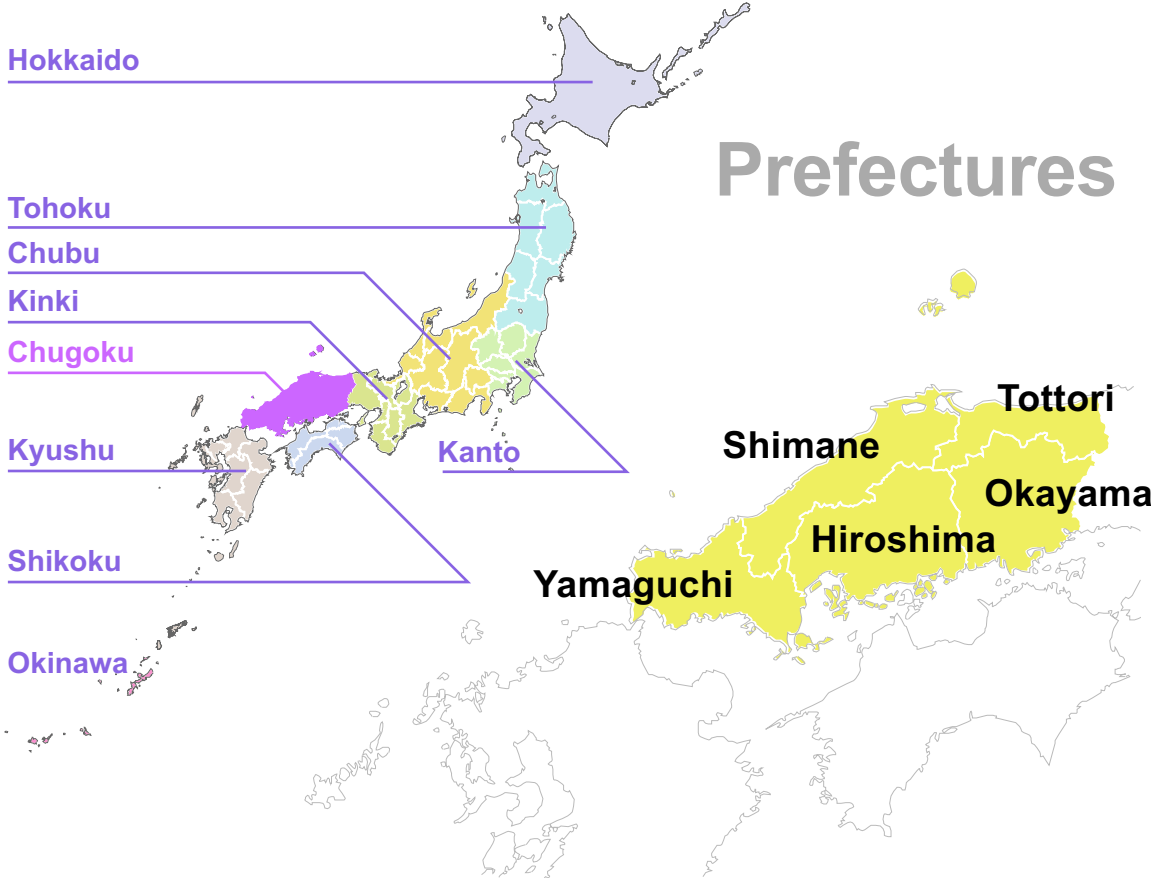 Hokkaido
Prefectures
Tohoku
Chubu
Kinki
Chugoku
Kyushu
Kanto
Shikoku
Okinawa
Tottori
Shimane
Okayama
Hiroshima
Yamaguchi